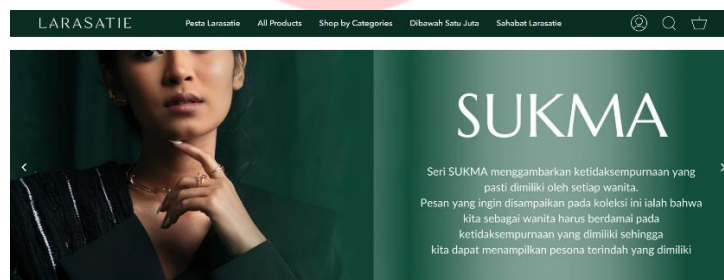 LARASATIE
Pesta Larasatie All Products Shop by Categories Dibawah Satu Juta Sahabat Larasatie
SUKMA
Seri SUKMA menggambarkan ketidaksempurnaan yang
pasti dimiliki oleh setiap wanita.
Pesan yang ingin disampaikan pada koleksi ini ialah bahwa
kita sebagai wanita harus berdamai pada
ketidaksempurnaan yang dimiliki sehingga
kita dapat menampilkan pesona terindah yang dimiliki